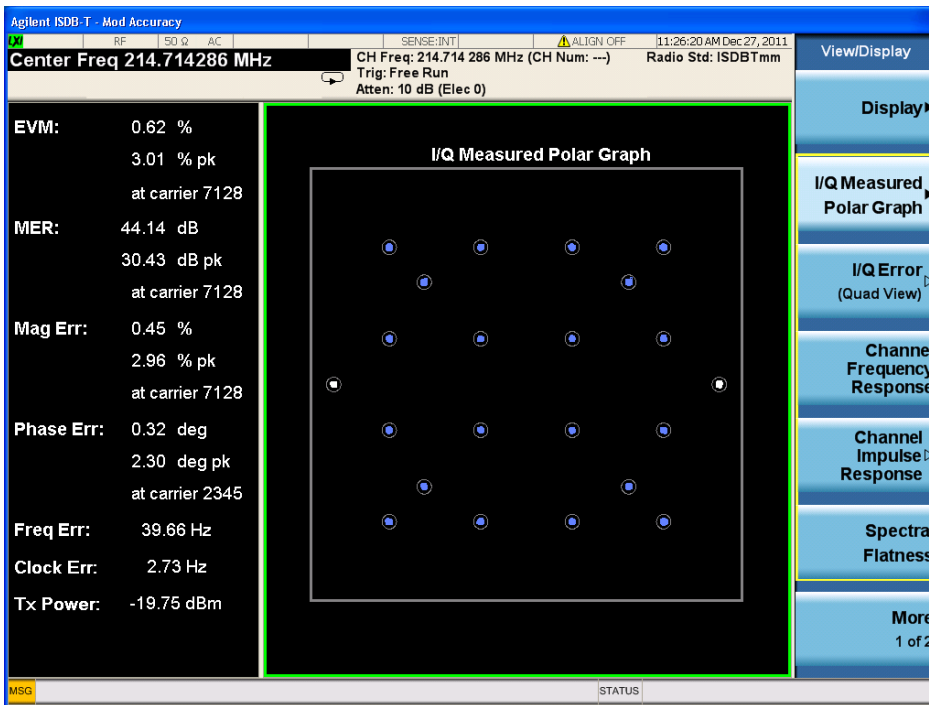 Agilent ISDB-T - Mod Accuracy
LXI RF 50 Ω AC SENSE:INT ALIGN OFF 11:26:20 AM Dec 27, 2011
Center Freq 214.714286 MHz
CH Freq: 214.714 286 MHz (CH Num: ---) Radio Std: ISDBTmm
Trig: Free Run
Atten: 10 dB (Elec 0)
EVM: 0.62 %
3.01 % pk
at carrier 7128
MER: 44.14 dB
30.43 dB pk
at carrier 7128
Mag Err: 0.45 %
2.96 % pk
at carrier 7128
Phase Err: 0.32 deg
2.30 deg pk
at carrier 2345
Freq Err: 39.66 Hz
Clock Err: 2.73 Hz
Tx Power: -19.75 dBm
I/Q Measured Polar Graph
View/Display
Display
I/Q Measured
Polar Graph
I/Q Error
(Quad View)
Channe
Frequency
Response
Channel
Impulse
Response
Spectra
Flatness
More
1 of 2
MSG STATUS